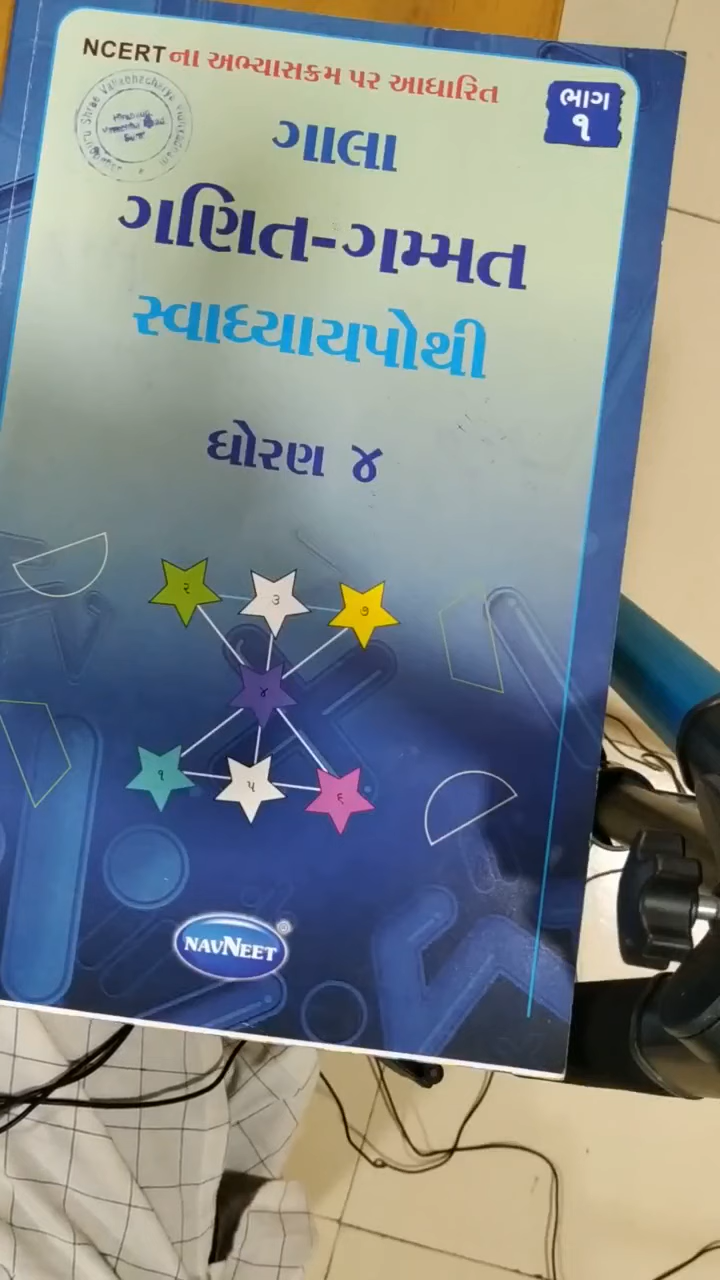 NCERT ના અભ્યાસક્રમ પર આધારિત
ભાગ
૧
ગાલા
ગણિત-ગમ્મત
સ્વાધ્યાયપોથી
ધોરણ ૪
૨ ૩ ૭
૪
૧ ૫ ૬
NAVNEET